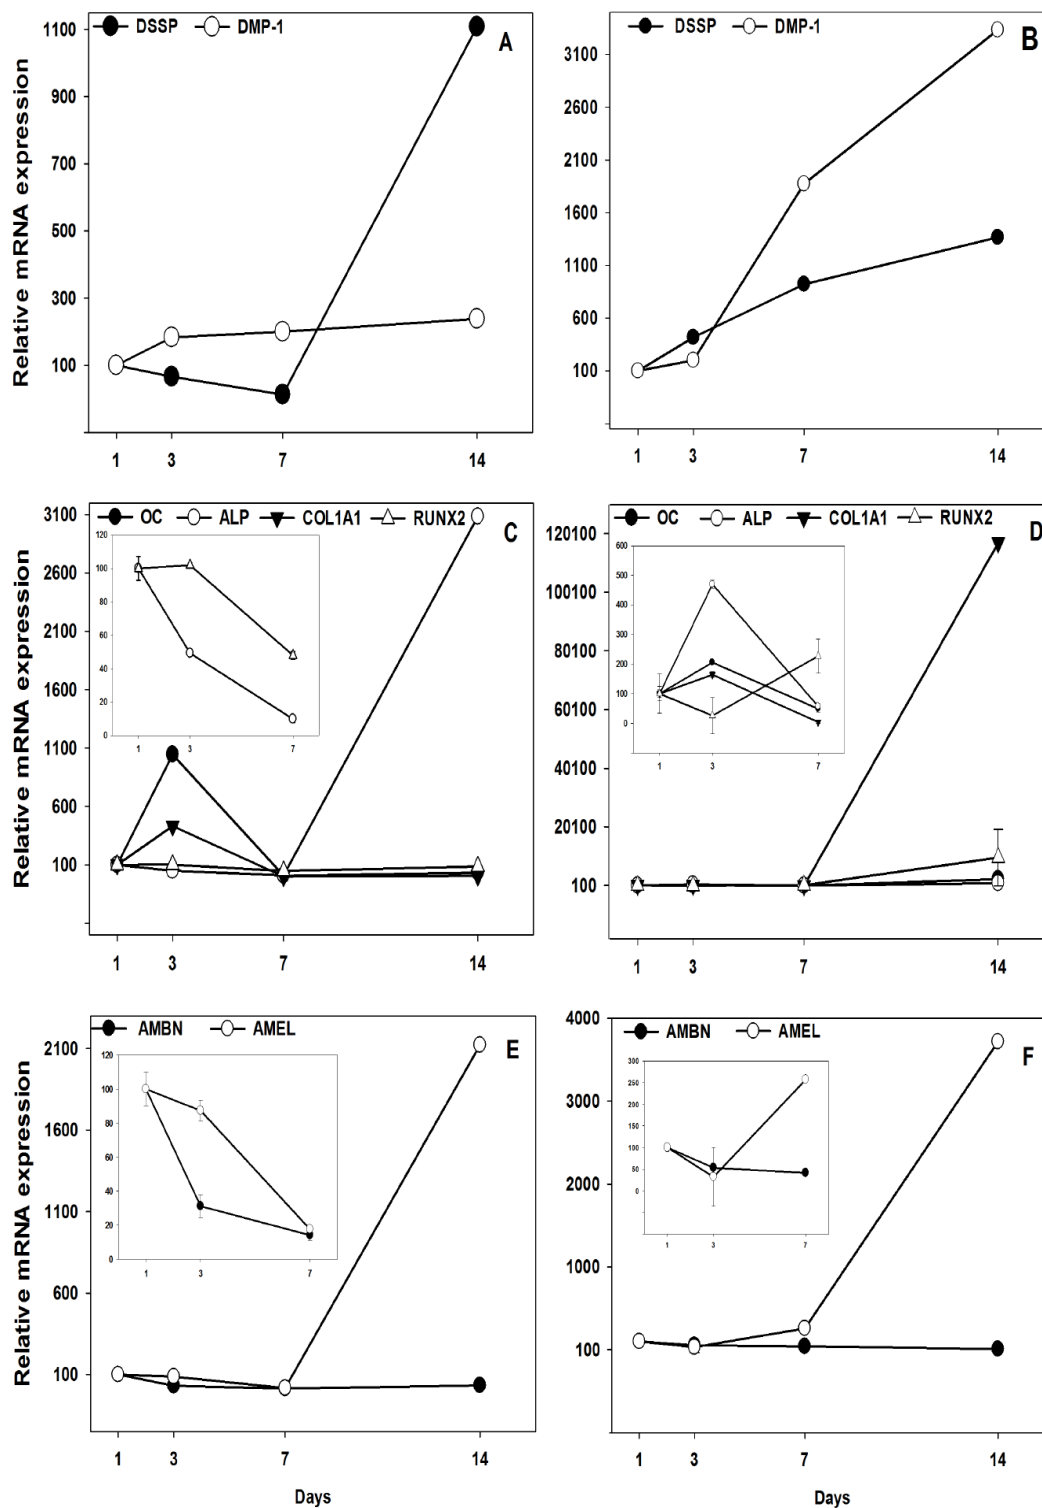 DSSP DMP-1
A
Relative mRNA expression
1100
900
700
500
300
100
1 3 7 14
DSSP DMP-1
B
3100
2600
2100
1600
1100
600
100
1 3 7 14
OC ALP COL1A1 RUNX2
C
Relative mRNA expression
3100
2600
2100
1600
1100
600
100
1 3 7 14
120
100
80
60
40
20
0
1 3 7
OC ALP COL1A1 RUNX2
D
Relative mRNA expression
120100
100100
80100
60100
40100
20100
100
1 3 7 14
600
500
400
300
200
100
0
1 3 7
AMBN AMEL
E
Relative mRNA expression
2100
1600
1100
600
100
1 3 7 14
Days
120
100
80
60
40
20
0
1 3 7
AMBN AMEL
F
4000
3000
2000
1000
100
1 3 7 14
Days
300
250
200
150
100
50
0
1 3 7